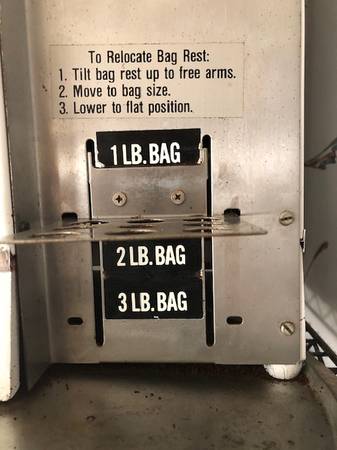 To Relocate Bag Rest:
1. Tilt bag rest up to free arms.
2. Move to bag size.
3. Lower to flat position.
1 LB. BAG
2 LB. BAG
3 LB. BAG